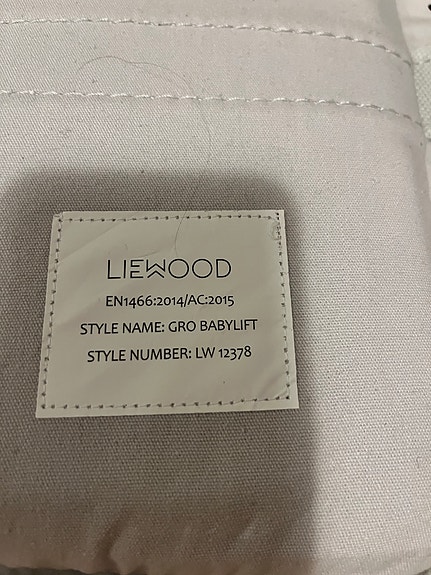 LIEWOOD
EN1466:2014/AC:2015
STYLE NAME: GRO BABYLIFT
STYLE NUMBER: LW 12378